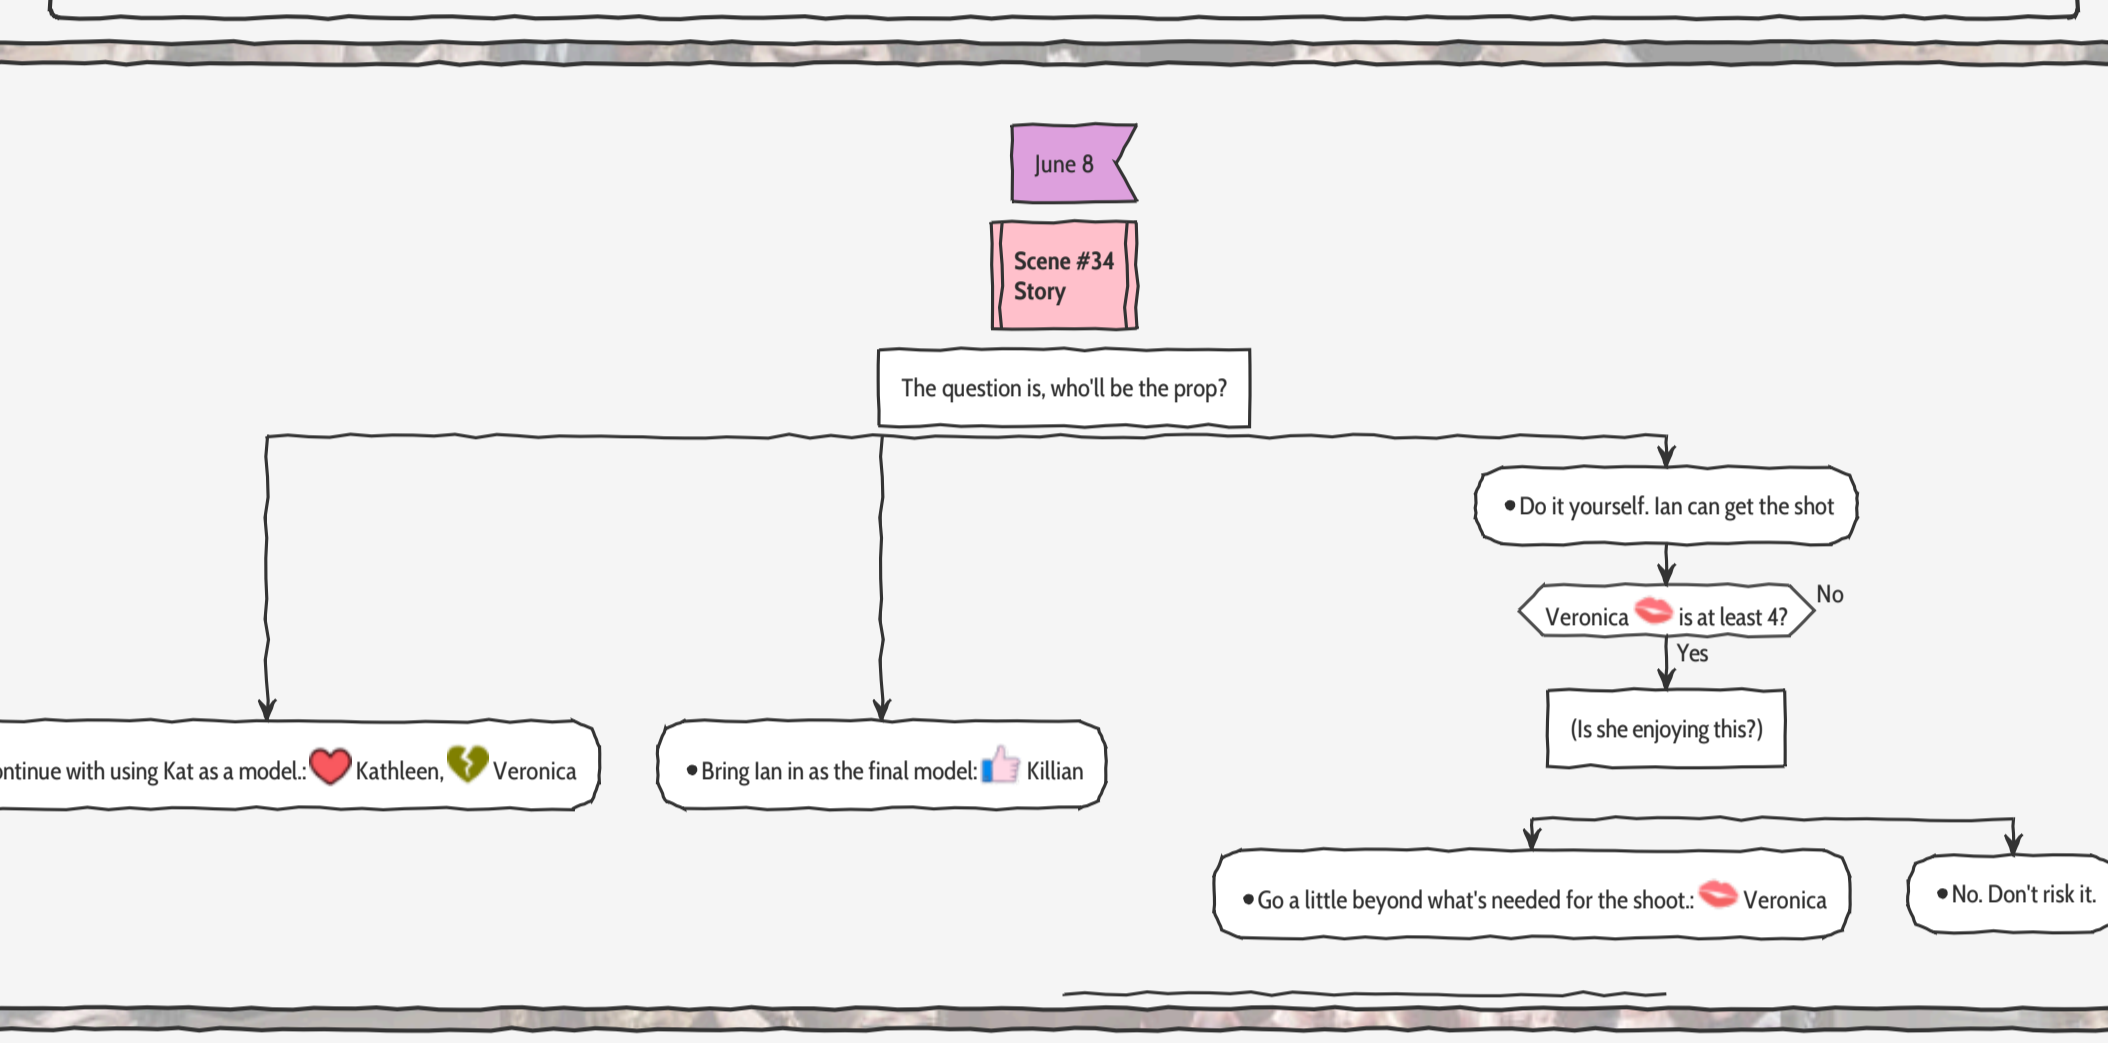 June 8
Scene #34
Story
The question is, who'll be the prop?
•Do it yourself. Ian can get the shot
Veronica is at least 4?
No
Yes
(Is she enjoying this?)
with using Kat as a model.: Kathleen, Veronica
•Bring Ian in as the final model: Killian
•Go a little beyond what's needed for the shoot.: Veronica
•No. Don't risk it.